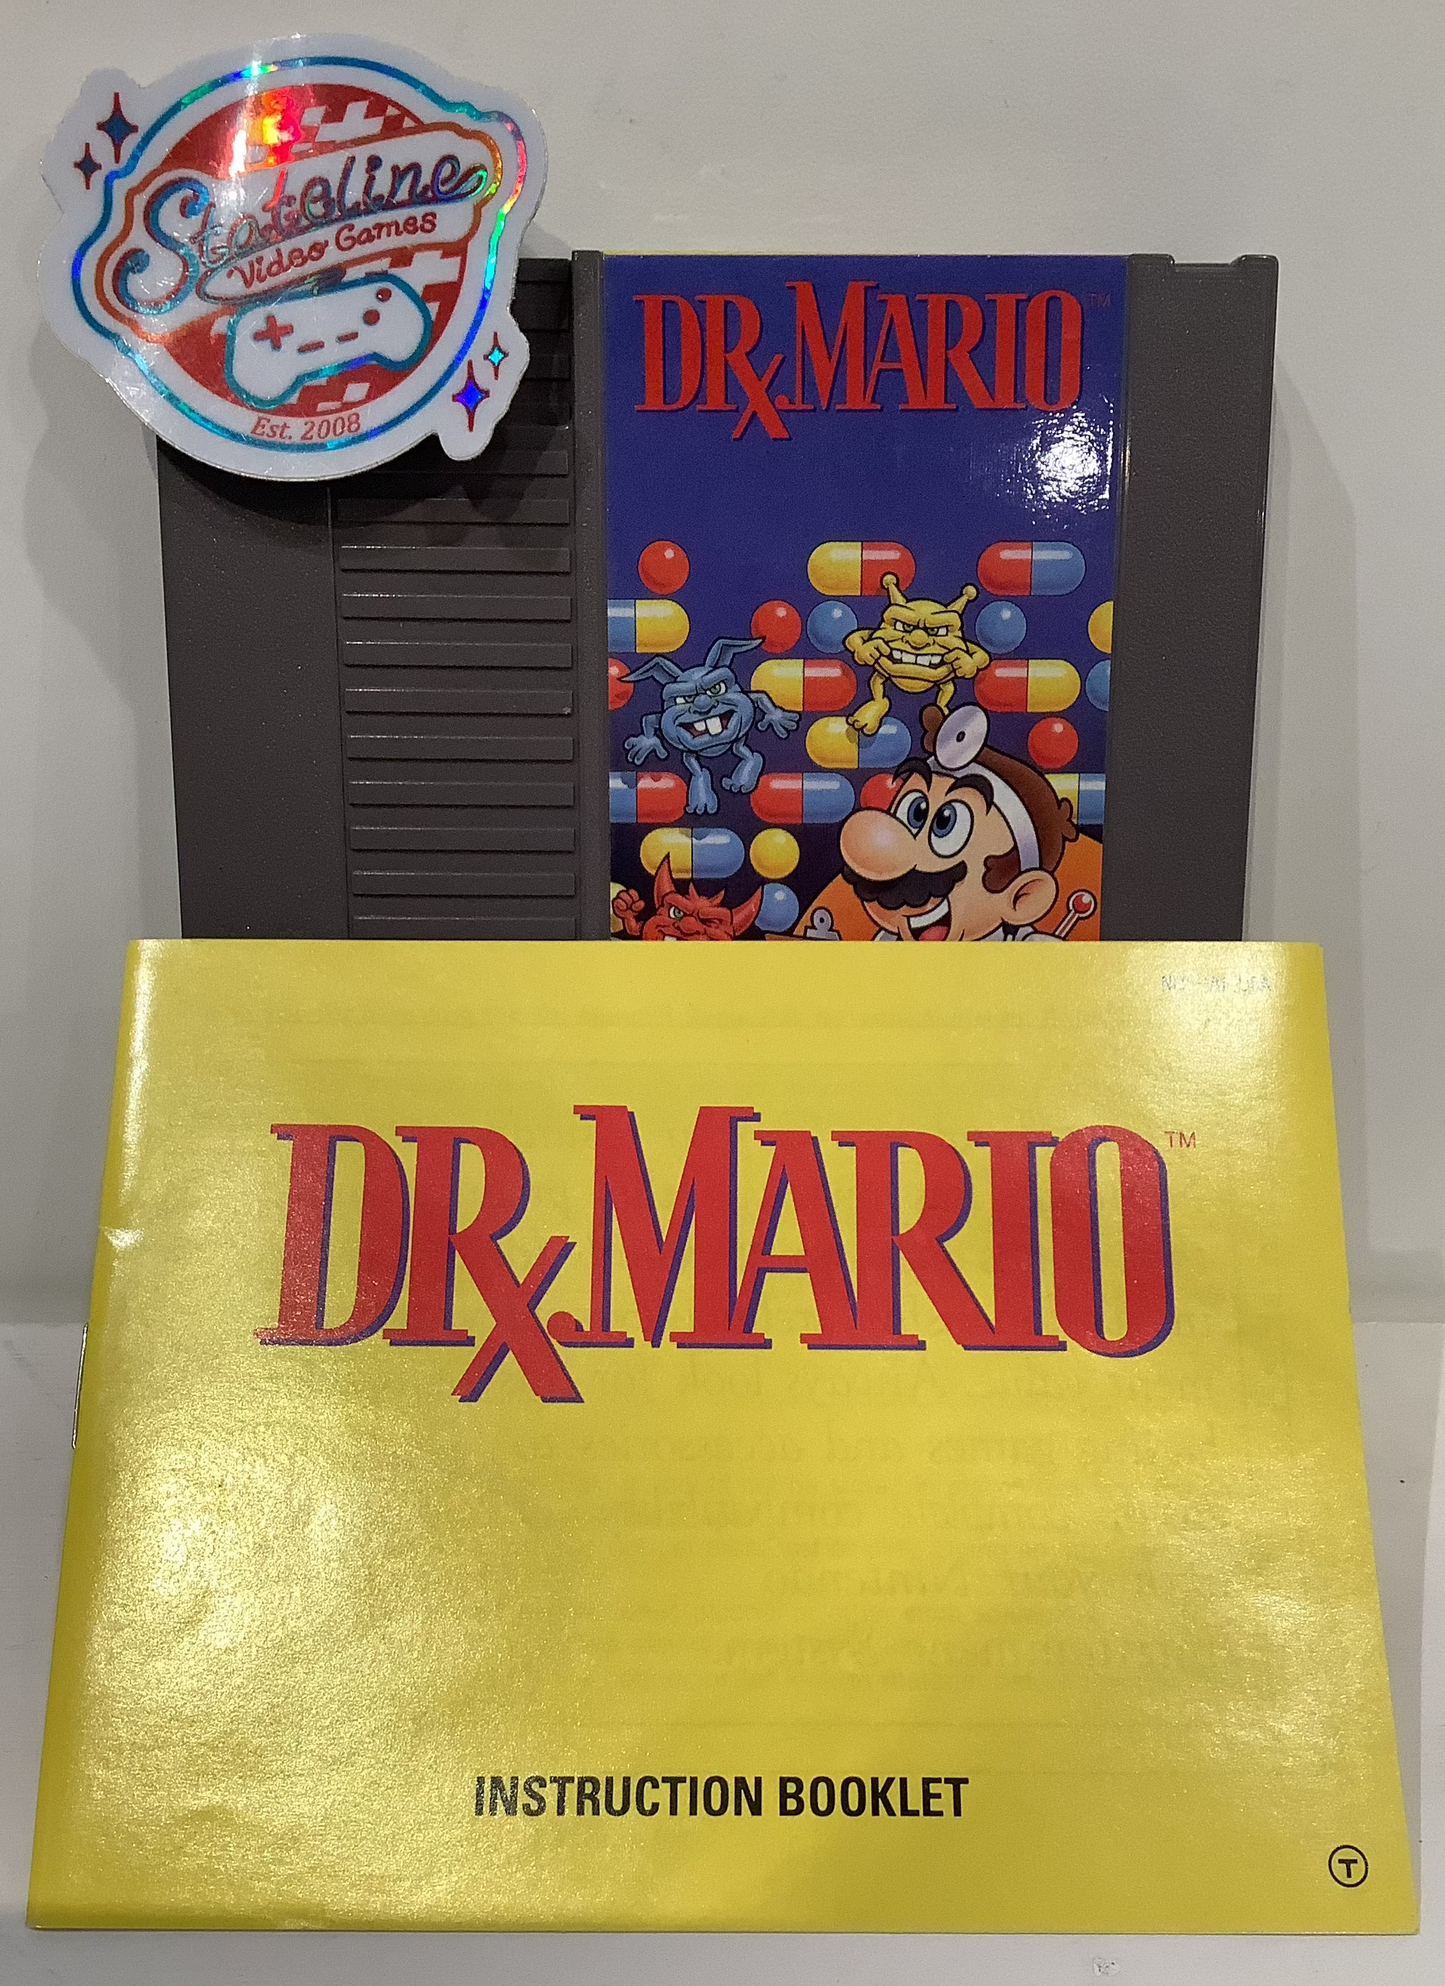 Stateline
Video Games
Est. 2008
DR. MARIO TM
DR. MARIO TM
INSTRUCTION BOOKLET
T